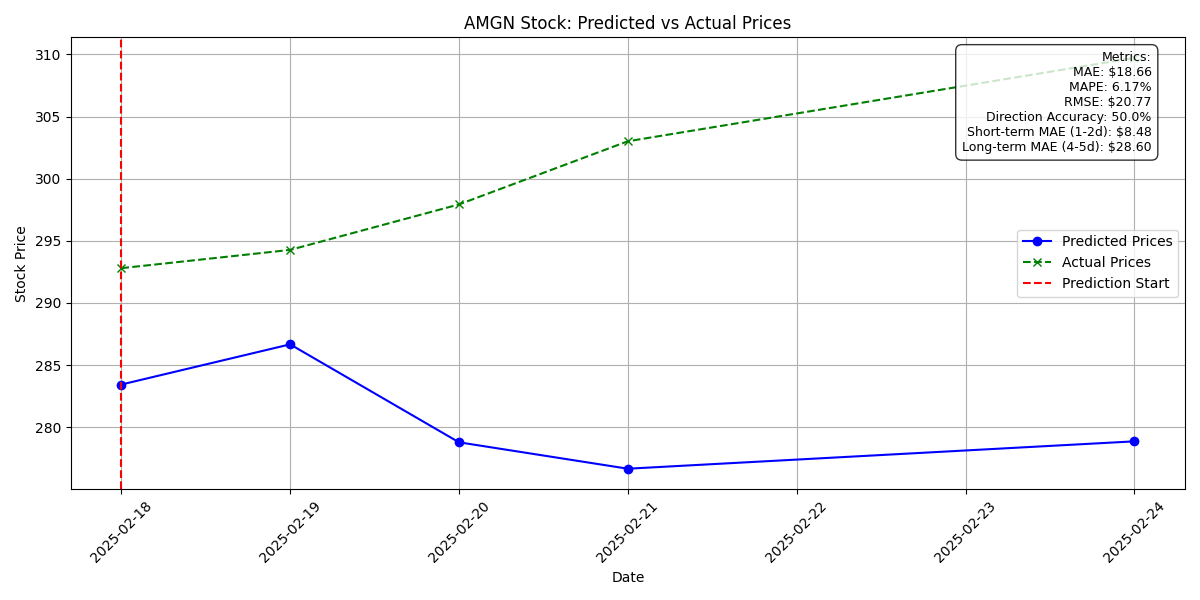 AMGN Stock: Predicted vs Actual Prices
310
305
300
295
290
285
280
Stock Price
Metrics:
MAE: $18.66
MAPE: 6.17%
RMSE: $20.77
Direction Accuracy: 50.0%
Short-term MAE (1-2d): $8.48
Long-term MAE (4-5d): $28.60
Predicted Prices
Actual Prices
Prediction Start
2025-02-18
2025-02-19
2025-02-20
2025-02-21
2025-02-22
2025-02-23
2025-02-24
Date